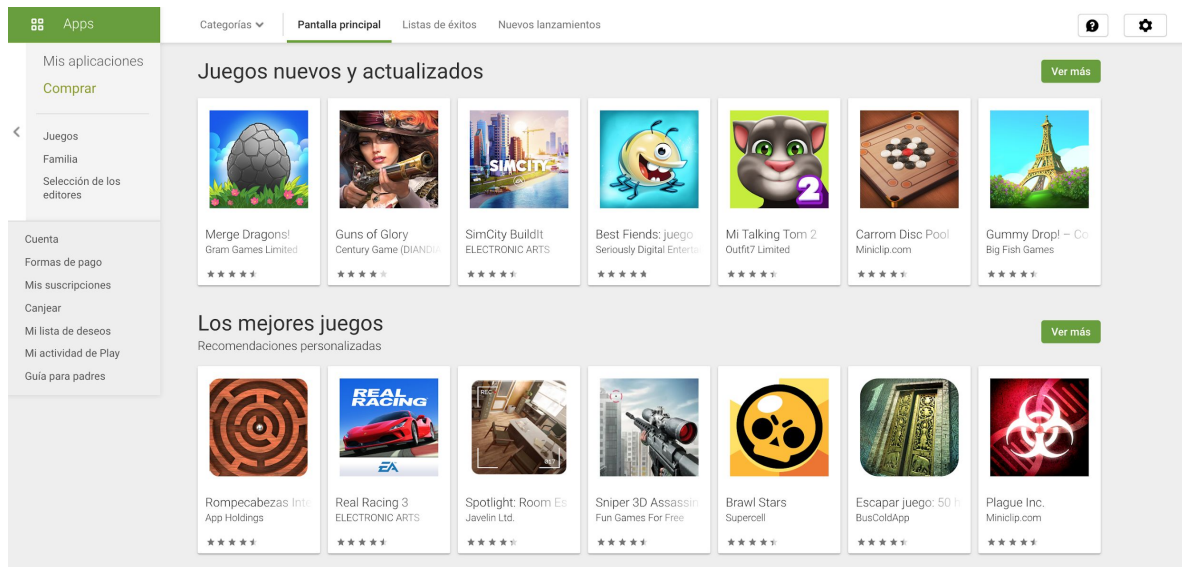 Apps
Categorías
Pantalla principal
Listas de éxitos
Nuevos lanzamientos
Mis aplicaciones
Comprar
Juegos
Familia
Selección de los
editores
Cuenta
Formas de pago
Mis suscripciones
Canjear
Mi lista de deseos
Mi actividad de Play
Guía para padres
Juegos nuevos y actualizados
Ver más
SIMCITY
2
Merge Dragons!
Gram Games Limited
Guns of Glory
Century Game (DIANDI
SimCity BuildIt
ELECTRONIC ARTS
Best Fiends: juego
Seriously Digital Enterta
Mi Talking Tom 2
Outfit7 Limited
Carrom Disc Pool
Miniclip.com
Gummy Drop! – Co
Big Fish Games
Los mejores juegos
Recomendaciones personalizadas
Ver más
REAL
RACING
EA
REC
1
Rompecabezas Into
App Holdings
Real Racing 3
ELECTRONIC ARTS
Spotlight: Room Es
Javelin Ltd.
Sniper 3D Assassin
Fun Games For Free
Brawl Stars
Supercell
Escapar juego: 50 h
BusColdApp
Plague Inc.
Miniclip.com